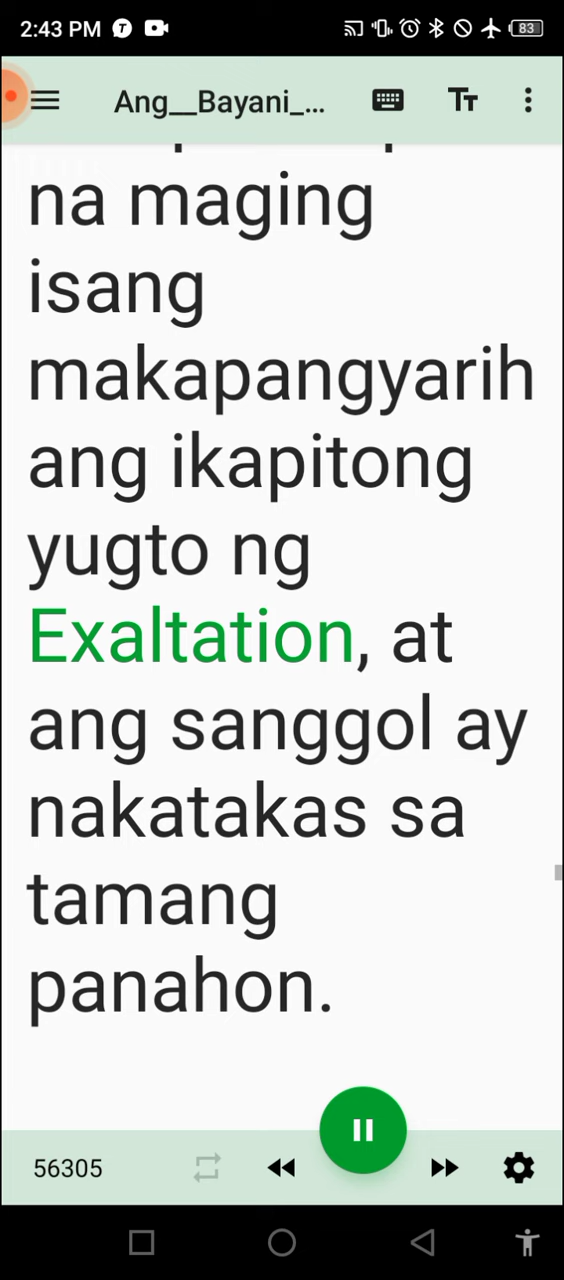 2:43 PM
83
Ang__Bayani_...
na maging
isang
makapangyarih
ang ikapitong
yugto ng
Exaltation, at
ang sanggol ay
nakatakas sa
tamang
panahon.
56305